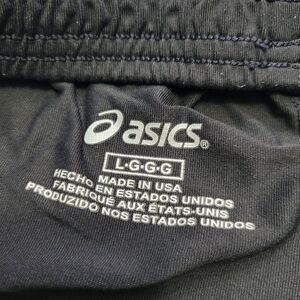 asics®
L·G·G·G
HECHO MADE IN USA
FABRIQUÉ EN ESTADOS UNIDOS
FABRIQUÉ AUX ÉTATS-UNIS
PRODUZIDO NOS ESTADOS UNIDOS